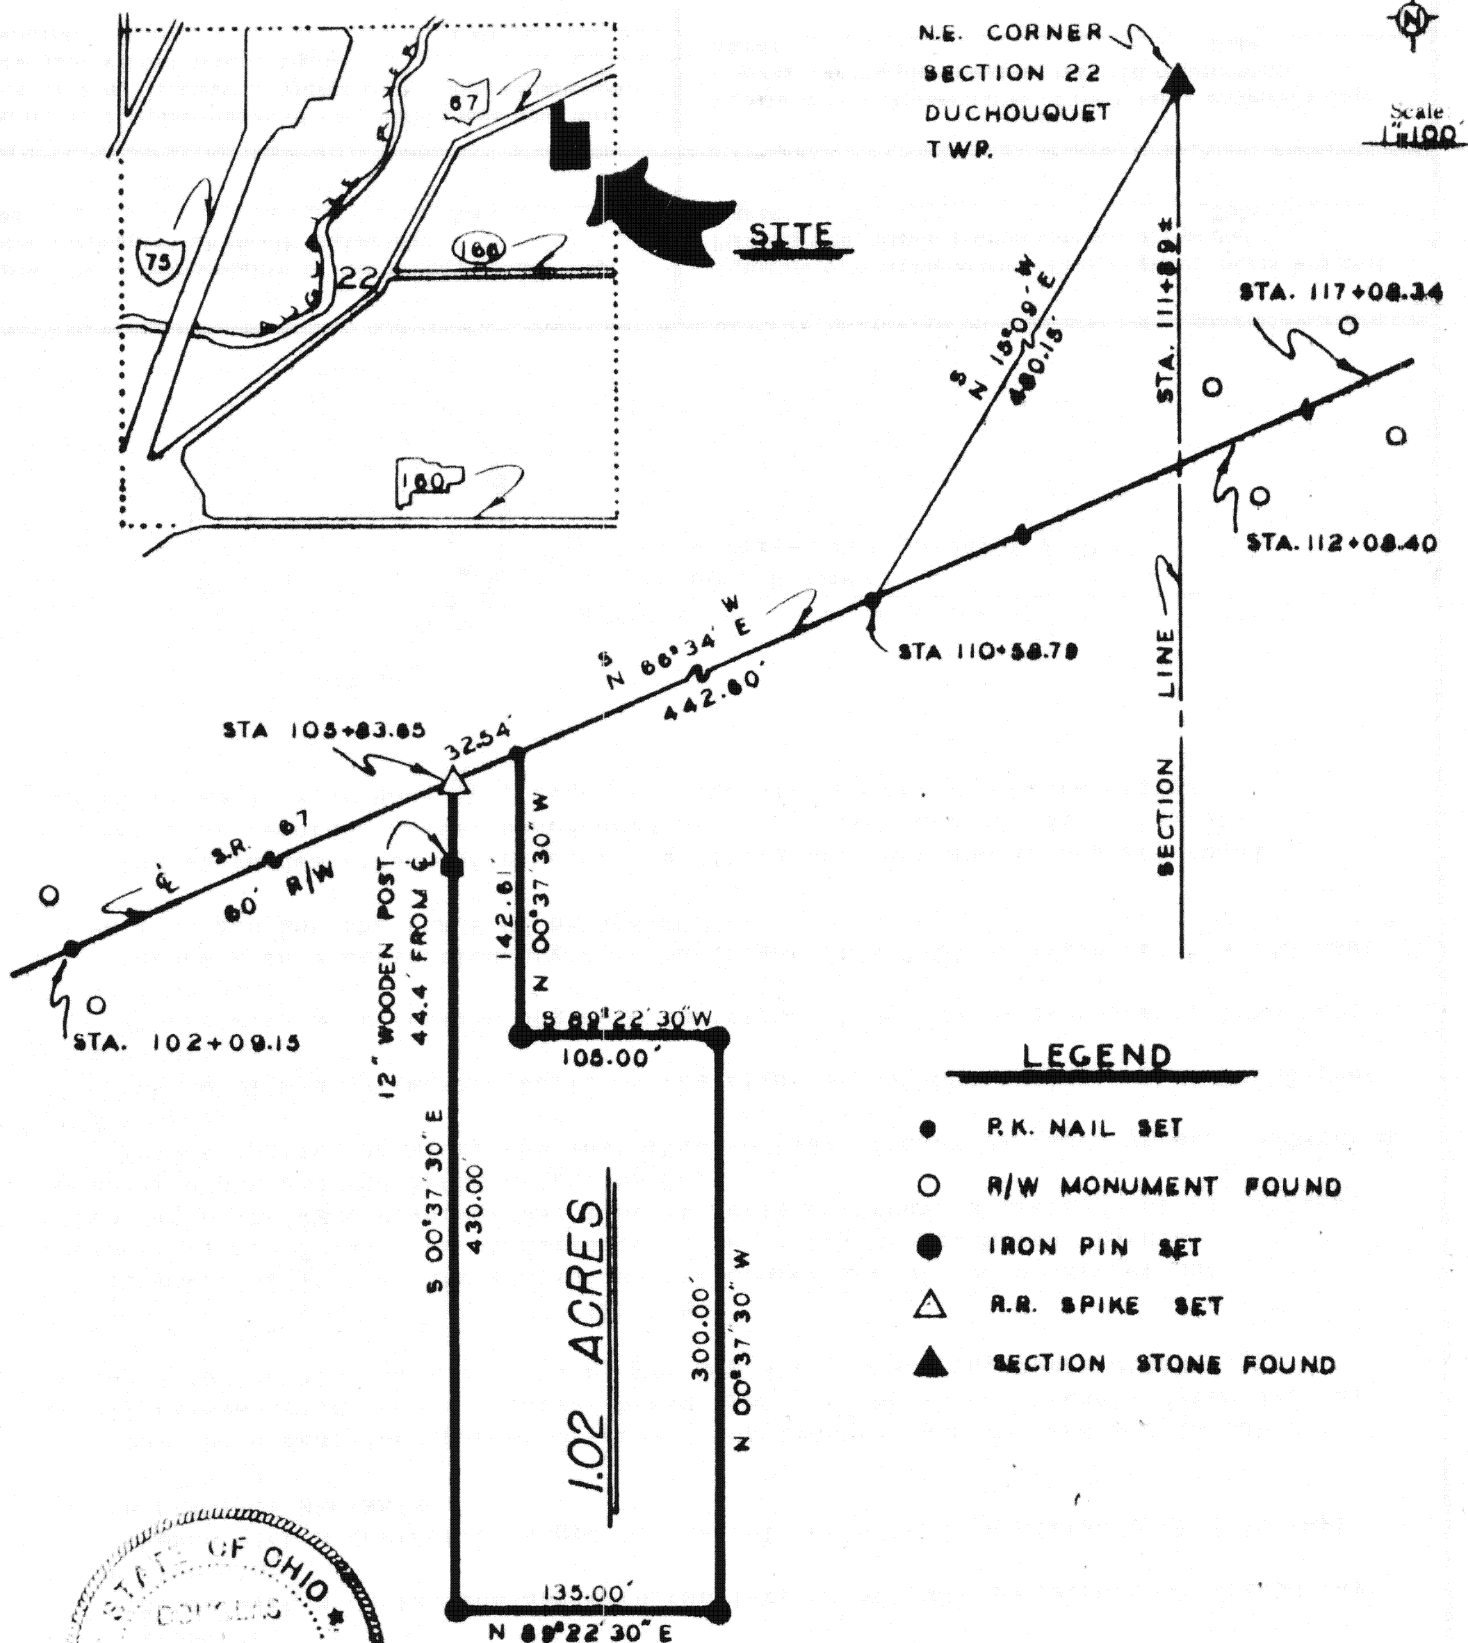 N.E. CORNER
SECTION 22
DUCHOUQUET
TWP.
N
Scale:
1"=100'
67
75
22
166
SITE
160
AUGLAIZE
S 15°09' W
N E
480.15'
STA. 111+89±
STA. 117+08.34
STA. 112+08.40
STA 110+58.79
SECTION LINE
S 66°34' W
N E
442.60'
STA 105+83.65
32.54'
℄ S.R. 67
60' R/W
STA. 102+09.15
12" WOODEN POST
44.4' FROM ℄
142.61'
N 00°37'30" W
S 89°22'30" W
105.00'
S 00°37'30" E
430.00'
1.02 ACRES
300.00'
N 00°37'30" W
135.00'
N 89°22'30" E
LEGEND
P.K. NAIL SET
R/W MONUMENT FOUND
IRON PIN SET
R.R. SPIKE SET
SECTION STONE FOUND
STATE OF OHIO
DOUGLAS